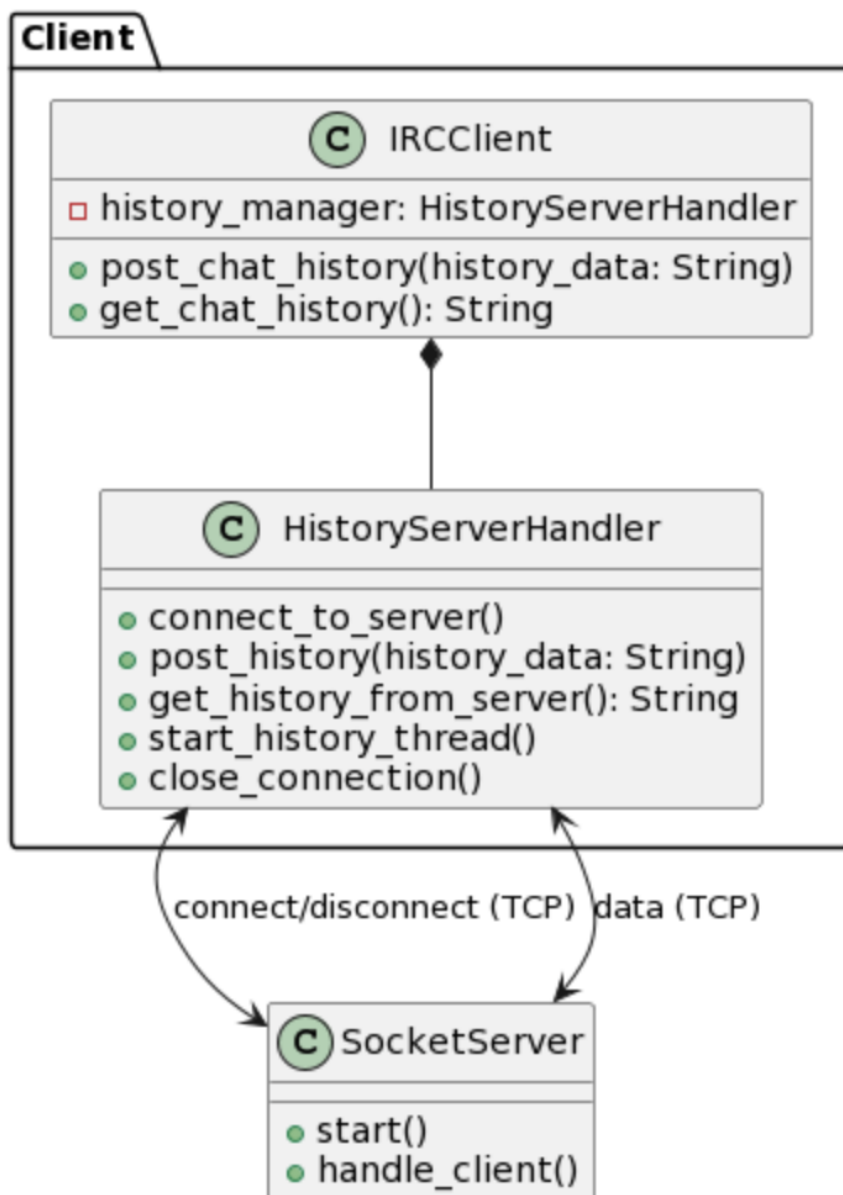 Client
C IRCClient
history_manager: HistoryServerHandler
post_chat_history(history_data: String)
get_chat_history(): String
C HistoryServerHandler
connect_to_server()
post_history(history_data: String)
get_history_from_server(): String
start_history_thread()
close_connection()
connect/disconnect (TCP) data (TCP)
C SocketServer
start()
handle_client()